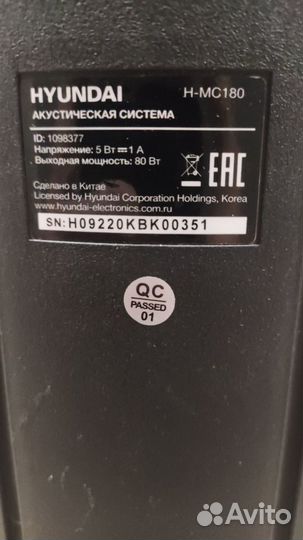 HYUNDAI H-MC180
АКУСТИЧЕСКАЯ СИСТЕМА
ID: 1098377
Напряжение: 5 Вт⎓1 А
Выходная мощность: 80 Вт
EAC
Сделано в Китае
Licensed by Hyundai Corporation Holdings, Korea
www.hyundai-electronics.com.ru
SN:H09220KBK00351
QC
PASSED
01
Avito